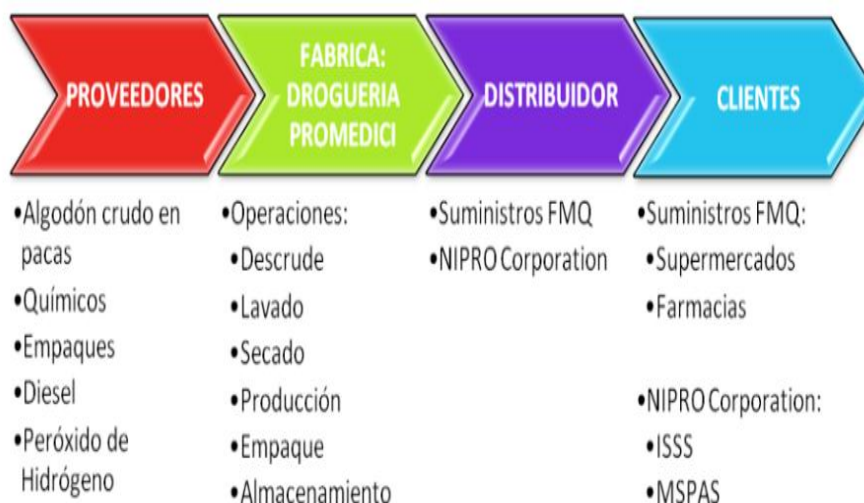 PROVEEDORES
•Algodón crudo en
pacas
•Químicos
•Empaques
•Diesel
•Peróxido de
Hidrógeno
FABRICA:
DROGUERIA
PROMEDICI
•Operaciones:
•Descrude
•Lavado
•Secado
•Producción
•Empaque
•Almacenamiento
DISTRIBUIDOR
•Suministros FMQ
•NIPRO Corporation
CLIENTES
•Suministros FMQ:
•Supermercados
•Farmacias
•NIPRO Corporation:
•ISSS
•MSPAS